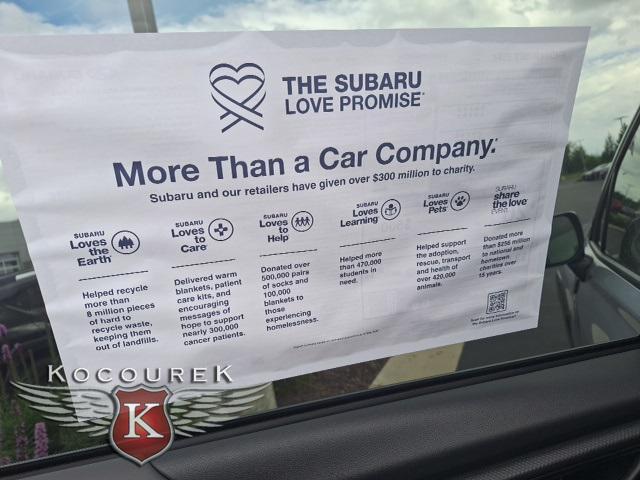 THE SUBARU
LOVE PROMISE®
More Than a Car Company.®
Subaru and our retailers have given over $300 million to charity.
SUBARU
Loves
the Earth
Helped recycle
more than
8 million pieces
of hard to
recycle waste,
keeping them
out of landfills.
SUBARU
Loves
to
Care
Delivered warm
blankets, patient
care kits, and
encouraging
messages of
hope to support
nearly 300,000
cancer patients.
SUBARU
Loves
to
Help
Donated over
500,000 pairs
of socks and
100,000
blankets to
those
experiencing
homelessness.
SUBARU
Loves
Learning
Helped more
than 470,000
students in
need.
SUBARU
Loves
Pets
Helped support
the adoption,
rescue, transport
and health of
over 420,000
animals.
SUBARU
share
the love
EVENT
Donated more
than $256 million
to national and
hometown
charities over
15 years.
KOCOUREK
K